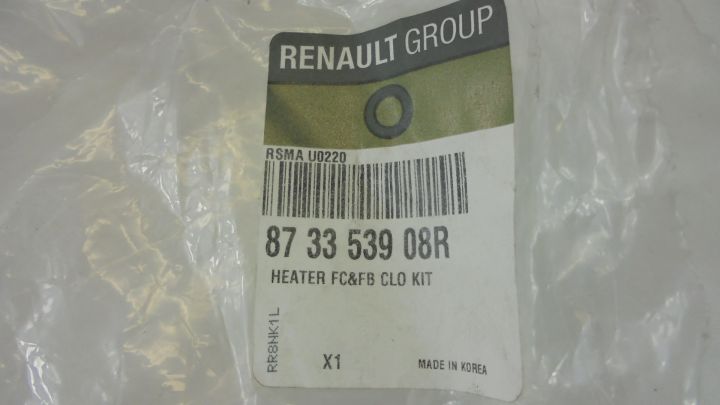 RENAULT GROUP
RSMA U0220
87 33 539 08R
HEATER FC&FB CLO KIT
RR8HK1L
X1
MADE IN KOREA